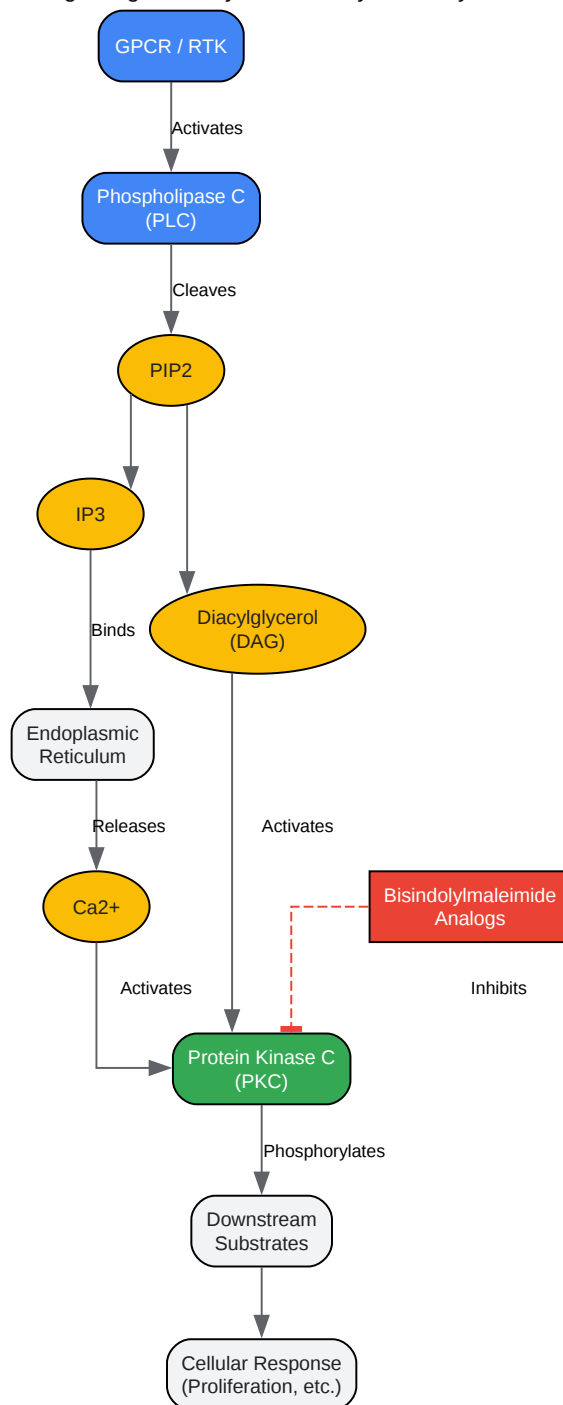 GPCR / RTK
Activates
Phospholipase C
(PLC)
Cleaves
PIP2
IP3
Binds
Diacylglycerol
(DAG)
Endoplasmic
Reticulum
Releases
Activates
Ca2+
Bisindolylmaleimide
Analogs
Activates
Inhibits
Protein Kinase C
(PKC)
Phosphorylates
Downstream
Substrates
Cellular Response
(Proliferation, etc.)